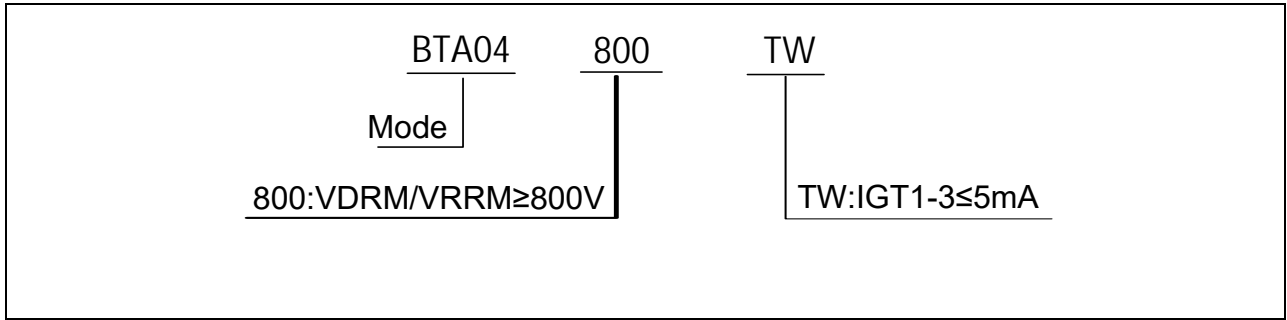 BTA04 800 TW
Mode
800:VDRM/VRRM≥800V TW:IGT1-3≤5mA